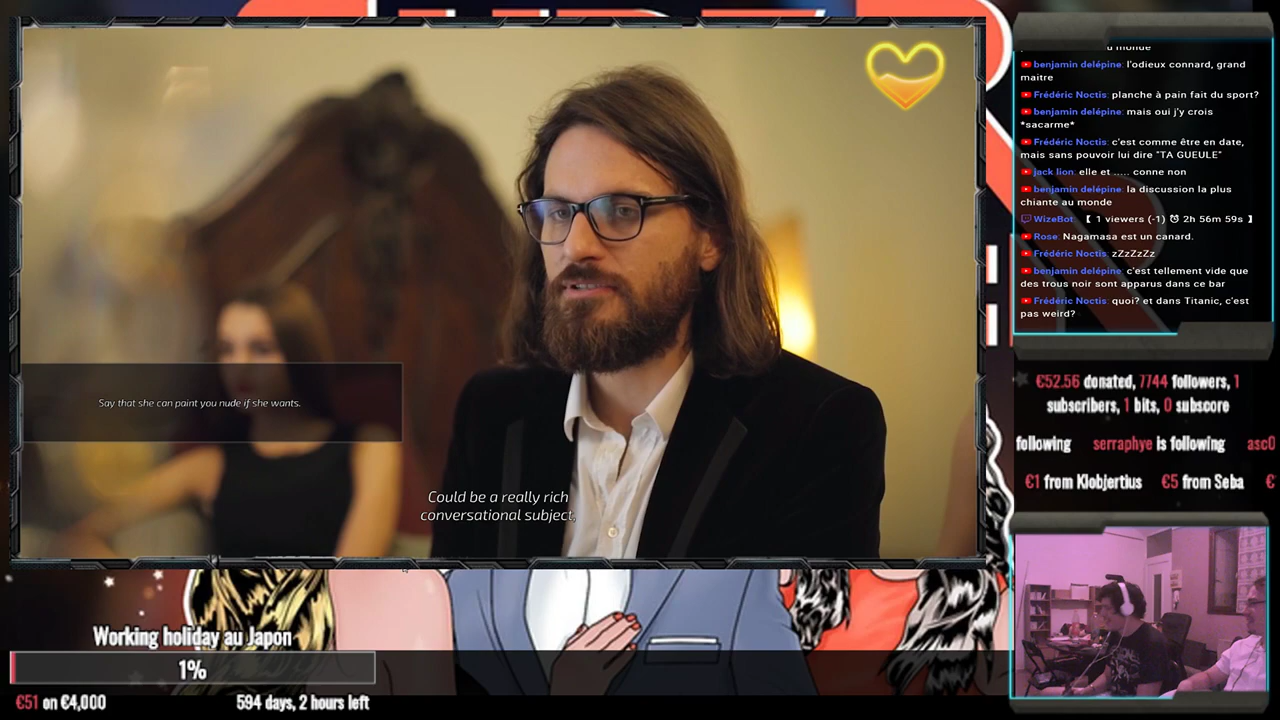 Say that she can paint you nude if she wants.
Could be a really rich
conversational subject,
benjamin delépine: l'odieux connard, grand
maitre
Frédéric Noctis: planche à pain fait du sport?
benjamin delépine: mais oui j'y crois
*sacarme*
Frédéric Noctis: c'est comme être en date,
mais sans pouvoir lui dire "TA GUEULE"
jack lion: elle et ..... conne non
benjamin delépine: la discussion la plus
chiante au monde
WizeBot: 【 1 viewers (-1) ⏰ 2h 56m 59s 】
Rose: Nagamasa est un canard.
Frédéric Noctis: zZzZzZz
benjamin delépine: c'est tellement vide que
des trous noir sont apparus dans ce bar
Frédéric Noctis: quoi? et dans Titanic, c'est
pas weird?
€52.56 donated, 7744 followers, 1
subscribers, 1 bits, 0 subscore
following serraphye is following asc0
€1 from Klobjertius €5 from Seba €
Working holiday au Japon
1%
€51 on €4,000 594 days, 2 hours left